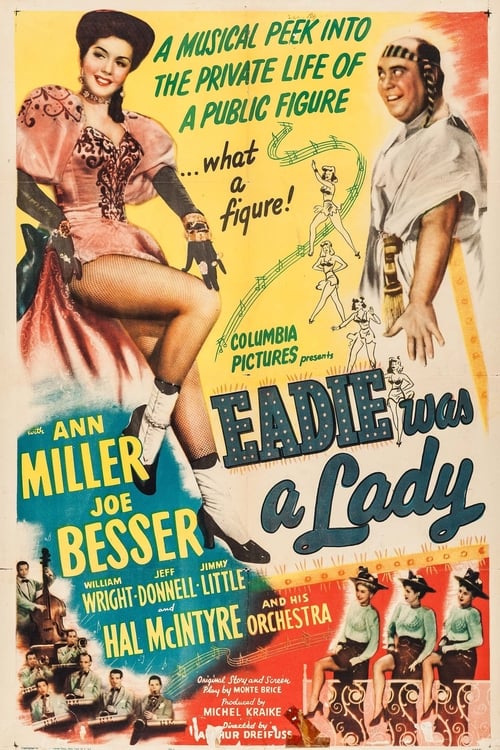 A MUSICAL PEEK INTO
THE PRIVATE LIFE OF
A PUBLIC FIGURE
...what
a
figure!
COLUMBIA
PICTURES presents
EADIE was
a Lady
with ANN
MILLER
JOE
BESSER
WILLIAM WRIGHT · JEFF DONNELL · JIMMY LITTLE
and
HAL McINTYRE AND HIS ORCHESTRA
Original Story and Screen
Play by MONTE BRICE
Produced by
MICHEL KRAIKE
Directed by
ARTHUR DREIFUSS